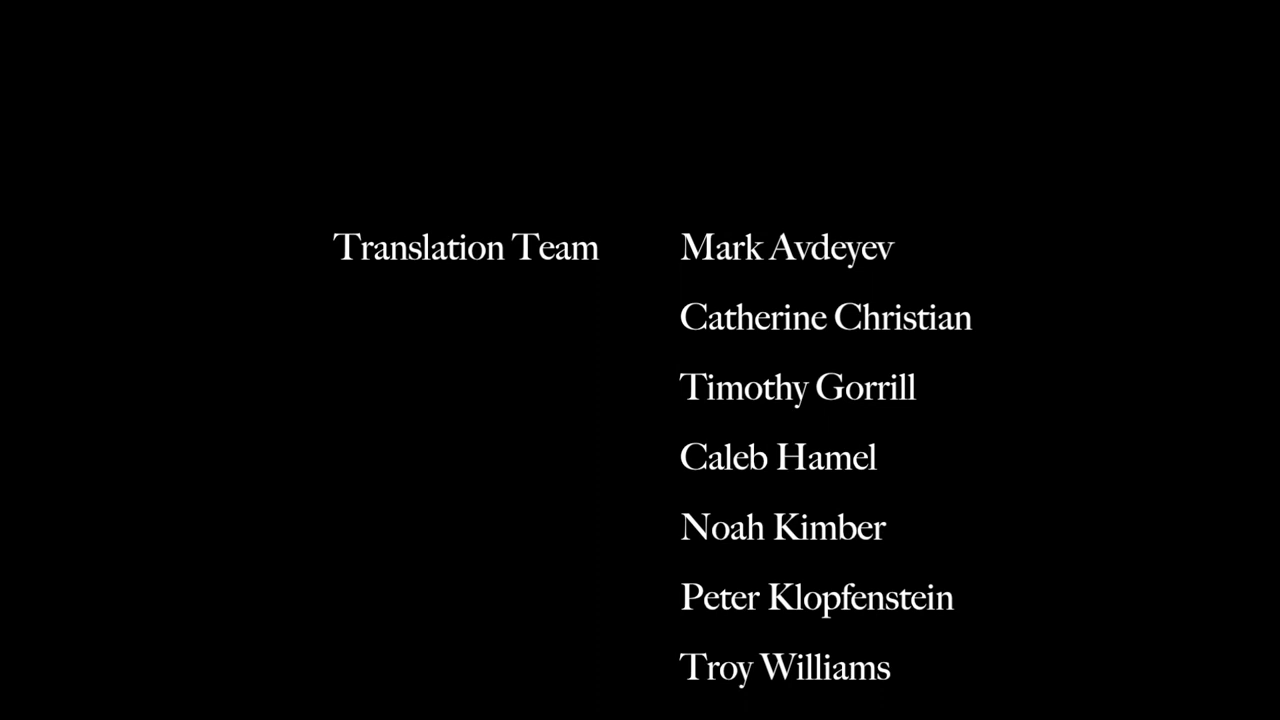 Translation Team Mark Avdeyev
Catherine Christian
Timothy Gorrill
Caleb Hamel
Noah Kimber
Peter Klopfenstein
Troy Williams